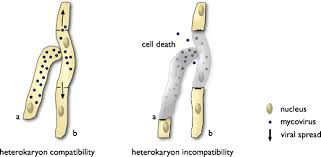 cell death
a
b
a
b
nucleus
mycovirus
viral spread
heterokaryon compatibility
heterokaryon incompatibility